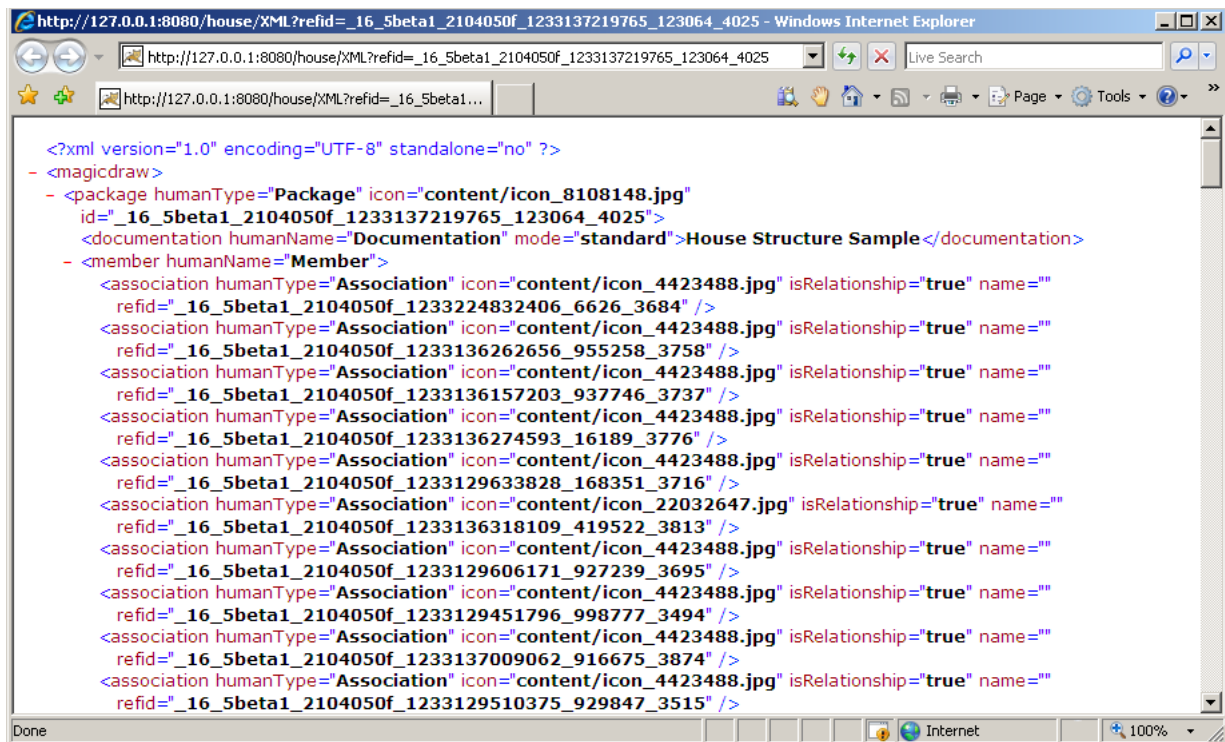 http://127.0.0.1:8080/house/XML?refid=_16_5beta1_2104050f_1233137219765_123064_4025 - Windows Internet Explorer
http://127.0.0.1:8080/house/XML?refid=_16_5beta1_2104050f_1233137219765_123064_4025 Live Search
http://127.0.0.1:8080/house/XML?refid=_16_5beta1... Page Tools »
<?xml version="1.0" encoding="UTF-8" standalone="no" ?>
- <magicdraw>
- <package humanType="Package" icon="content/icon_8108148.jpg"
id="_16_5beta1_2104050f_1233137219765_123064_4025">
<documentation humanName="Documentation" mode="standard">House Structure Sample</documentation>
- <member humanName="Member">
<association humanType="Association" icon="content/icon_4423488.jpg" isRelationship="true" name=""
refid="_16_5beta1_2104050f_1233224832406_6626_3684" />
<association humanType="Association" icon="content/icon_4423488.jpg" isRelationship="true" name=""
refid="_16_5beta1_2104050f_1233136262656_955258_3758" />
<association humanType="Association" icon="content/icon_4423488.jpg" isRelationship="true" name=""
refid="_16_5beta1_2104050f_1233136157203_937746_3737" />
<association humanType="Association" icon="content/icon_4423488.jpg" isRelationship="true" name=""
refid="_16_5beta1_2104050f_1233136274593_16189_3776" />
<association humanType="Association" icon="content/icon_4423488.jpg" isRelationship="true" name=""
refid="_16_5beta1_2104050f_1233129633828_168351_3716" />
<association humanType="Association" icon="content/icon_22032647.jpg" isRelationship="true" name=""
refid="_16_5beta1_2104050f_1233136318109_419522_3813" />
<association humanType="Association" icon="content/icon_4423488.jpg" isRelationship="true" name=""
refid="_16_5beta1_2104050f_1233129606171_927239_3695" />
<association humanType="Association" icon="content/icon_4423488.jpg" isRelationship="true" name=""
refid="_16_5beta1_2104050f_1233129451796_998777_3494" />
<association humanType="Association" icon="content/icon_4423488.jpg" isRelationship="true" name=""
refid="_16_5beta1_2104050f_1233137009062_916675_3874" />
<association humanType="Association" icon="content/icon_4423488.jpg" isRelationship="true" name=""
refid="_16_5beta1_2104050f_1233129510375_929847_3515" />
Done Internet 100%